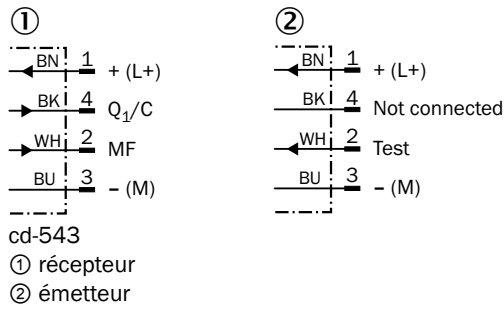 ① ②
BN 1 + (L+)
BK 4 Q₁/C
WH 2 MF
BU 3 − (M)
BN 1 + (L+)
BK 4 Not connected
WH 2 Test
BU 3 − (M)
cd-543
① récepteur
② émetteur